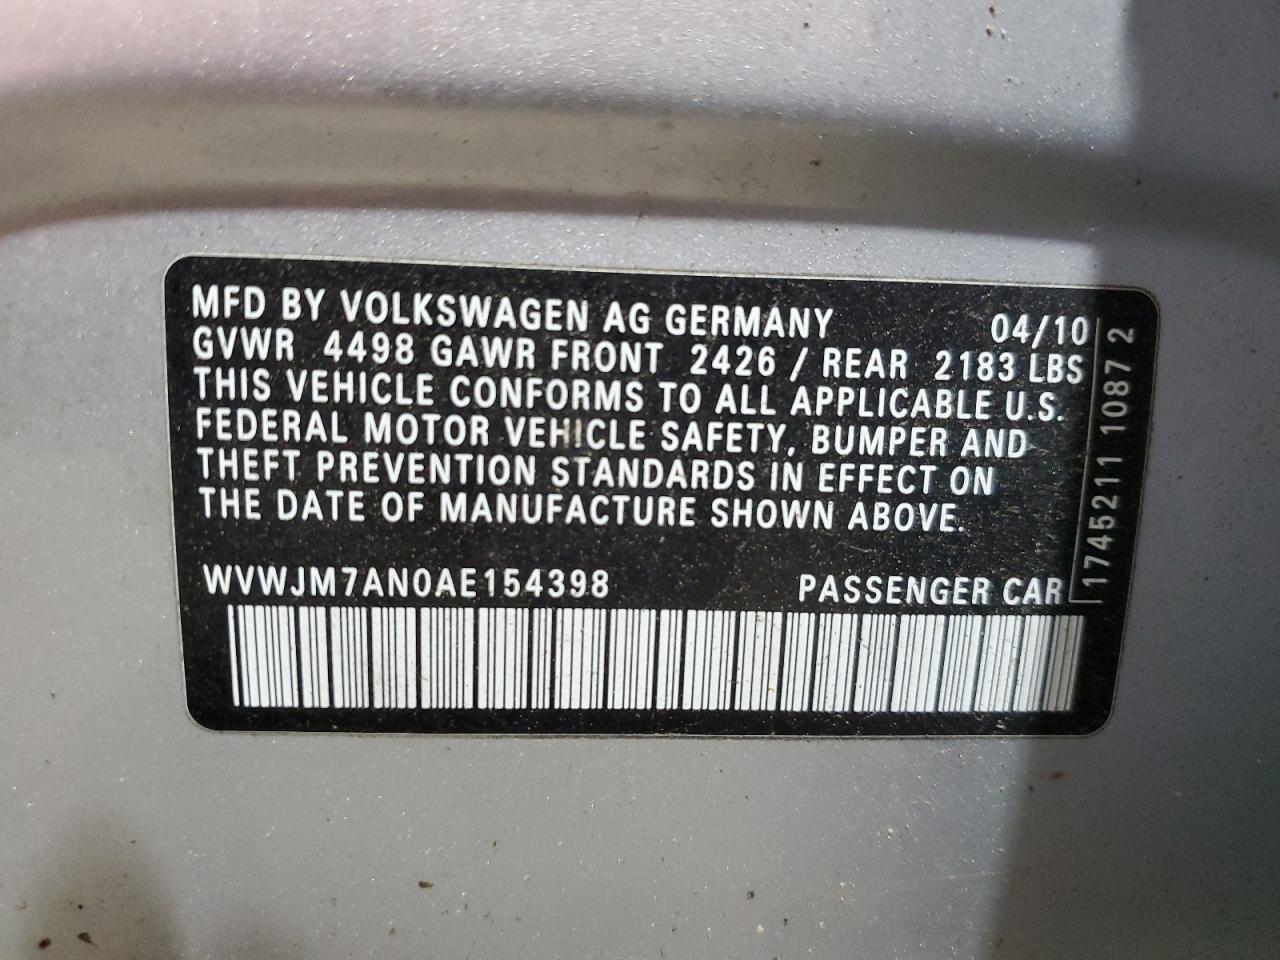 MFD BY VOLKSWAGEN AG GERMANY 04/10
GVWR 4498 GAWR FRONT 2426 / REAR 2183 LBS
THIS VEHICLE CONFORMS TO ALL APPLICABLE U.S.
FEDERAL MOTOR VEHICLE SAFETY, BUMPER AND
THEFT PREVENTION STANDARDS IN EFFECT ON
THE DATE OF MANUFACTURE SHOWN ABOVE.
WVWJM7AN0AE154398 PASSENGER CAR
1745211 1087 2